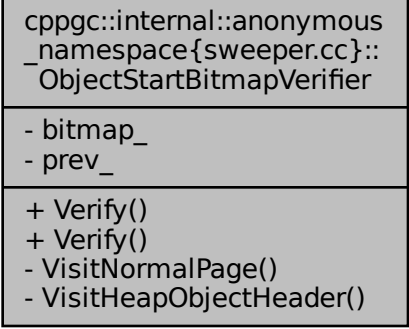 cppgc::internal::anonymous
_namespace{sweeper.cc}::
ObjectStartBitmapVerifier
- bitmap_
- prev_
+ Verify()
+ Verify()
- VisitNormalPage()
- VisitHeapObjectHeader()